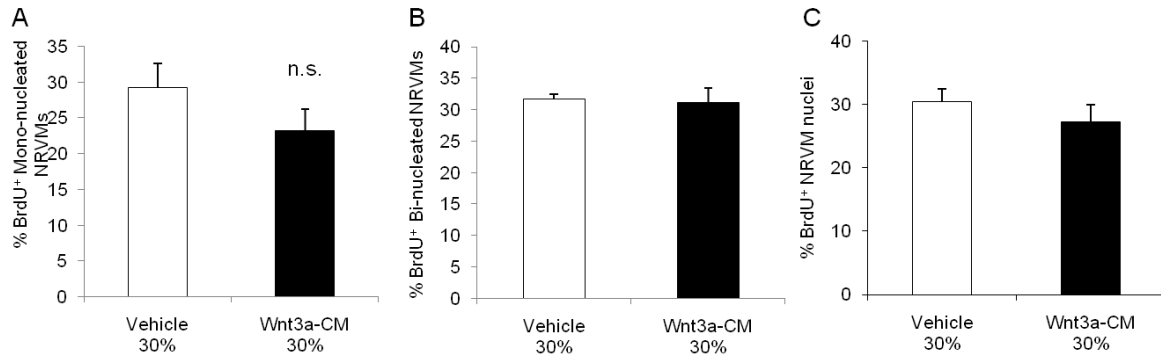 A
% BrdU⁺ Mono-nucleated
NRVMs
35
30
25
20
15
10
5
0
n.s.
Vehicle
30%
Wnt3a-CM
30%
B
% BrdU⁺ Bi-nucleated NRVMs
40
35
30
25
20
15
10
5
0
Vehicle
30%
Wnt3a-CM
30%
C
% BrdU⁺ NRVM nuclei
40
30
20
10
0
Vehicle
30%
Wnt3a-CM
30%